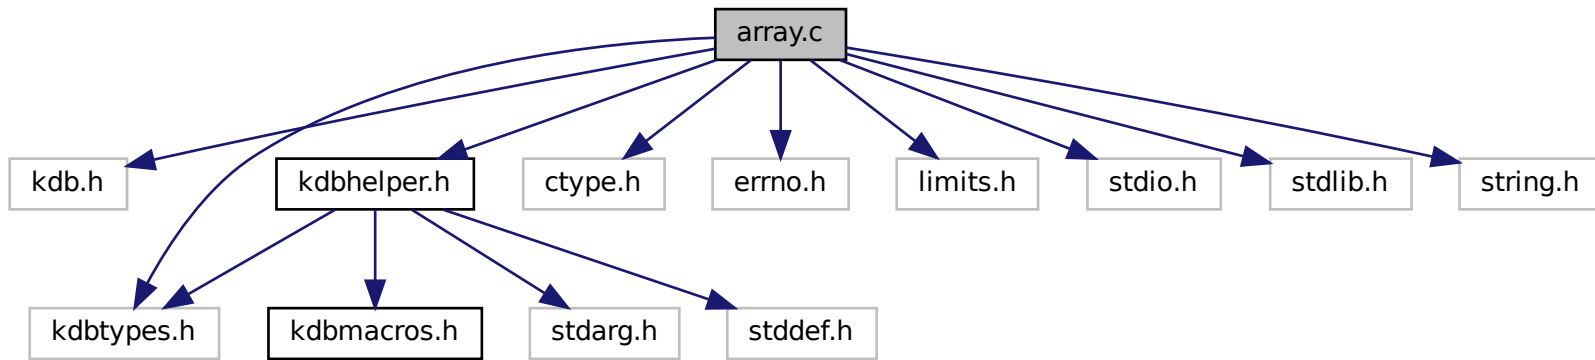 array.c
kdb.h
kdbhelper.h
ctype.h
errno.h
limits.h
stdio.h
stdlib.h
string.h
kdbtypes.h
kdbmacros.h
stdarg.h
stddef.h